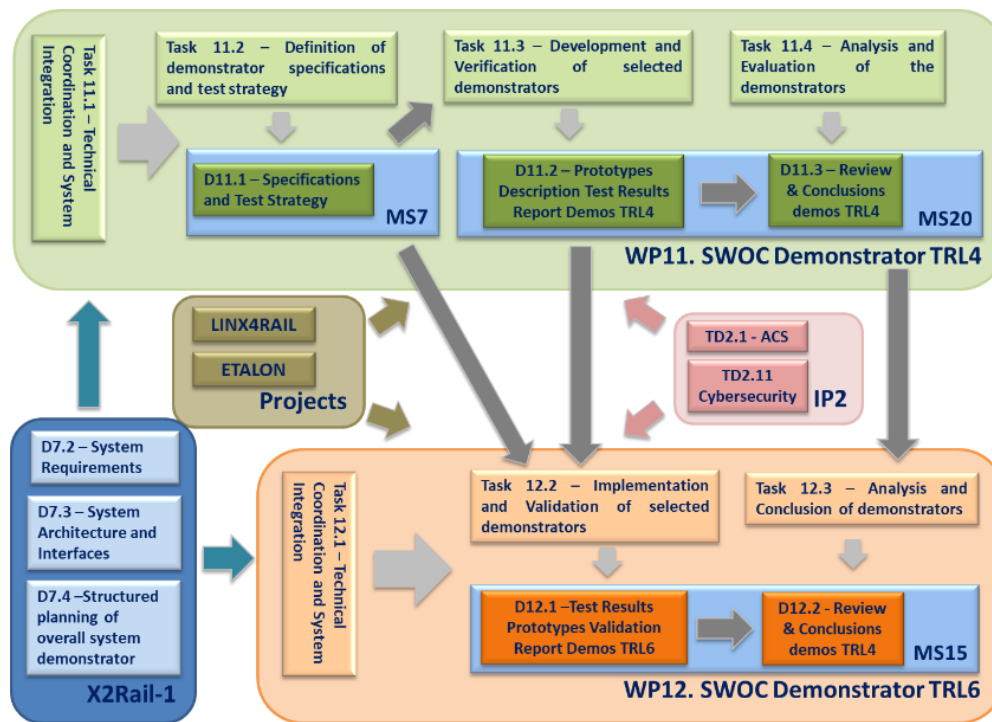 Task 11.1 – Technical
Coordination and System
Integration
Task 11.2 – Definition of
demonstrator specifications
and test strategy
Task 11.3 – Development and
Verification of selected
demonstrators
Task 11.4 – Analysis and
Evaluation of the
demonstrators
D11.1 – Specifications
and Test Strategy
MS7
D11.2 – Prototypes
Description Test Results
Report Demos TRL4
D11.3 – Review
& Conclusions
demos TRL4
MS20
WP11. SWOC Demonstrator TRL4
LINX4RAIL
ETALON
Projects
TD2.1 - ACS
TD2.11
Cybersecurity
IP2
D7.2 – System
Requirements
D7.3 – System
Architecture and
Interfaces
D7.4 –Structured
planning of
overall system
demonstrator
X2Rail-1
Task 12.1 – Technical
Coordination and System
Integration
Task 12.2 – Implementation
and Validation of selected
demonstrators
Task 12.3 – Analysis and
Conclusion of demonstrators
D12.1 –Test Results
Prototypes Validation
Report Demos TRL6
D12.2 - Review
& Conclusions
demos TRL4
MS15
WP12. SWOC Demonstrator TRL6